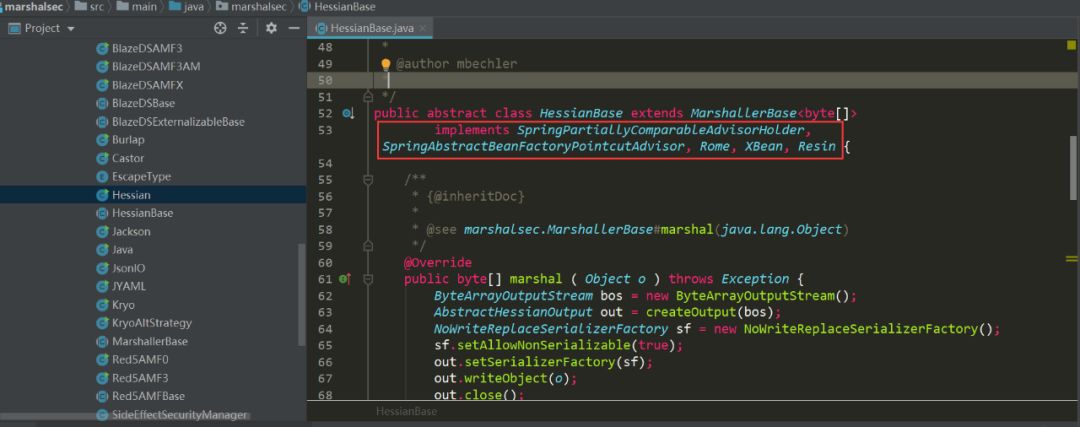 marshalsec
src
main
java
marshalsec
HessianBase
Project
BlazeDSAMF3
BlazeDSAMF3AM
BlazeDSAMFX
BlazeDSBase
BlazeDSExternalizableBase
Burlap
Castor
EscapeType
Hessian
HessianBase
Jackson
Java
JsonIO
JYAML
Kryo
KryoAltStrategy
MarshallerBase
Red5AMF0
Red5AMF3
Red5AMFBase
SideEffectSecurityManager
HessianBase.java
48 *
49 * @author mbechler
50 *
51 */
52 public abstract class HessianBase extends MarshallerBase<byte[]>
53 implements SpringPartiallyComparableAdvisorHolder,
SpringAbstractBeanFactoryPointcutAdvisor, Rome, XBean, Resin {
54
55 /**
56 * {@inheritDoc}
57 *
58 * @see marshalsec.MarshallerBase#marshal(java.lang.Object)
59 */
60 @Override
61 public byte[] marshal ( Object o ) throws Exception {
62 ByteArrayOutputStream bos = new ByteArrayOutputStream();
63 AbstractHessianOutput out = createOutput(bos);
64 NoWriteReplaceSerializerFactory sf = new NoWriteReplaceSerializerFactory();
65 sf.setAllowNonSerializable(true);
66 out.setSerializerFactory(sf);
67 out.writeObject(o);
68 out.close();
HessianBase